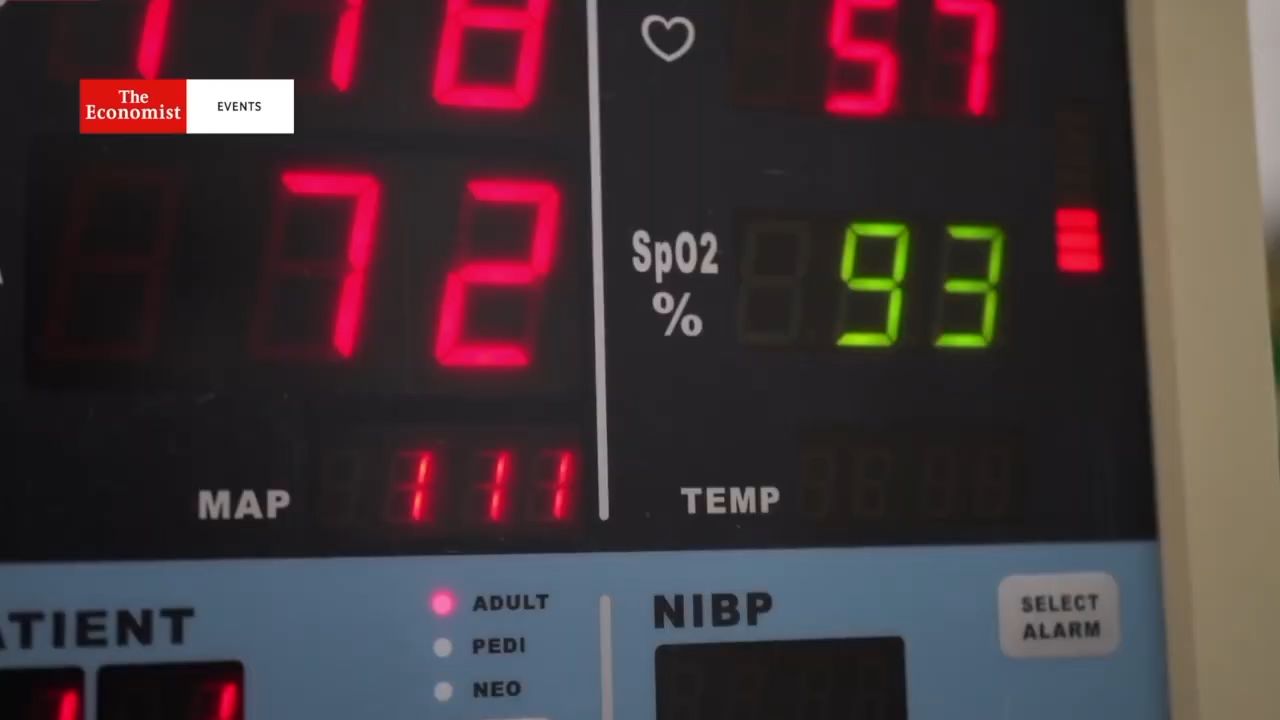 The
Economist
EVENTS
57
72
SpO2
%
93
MAP
111
TEMP
ATIENT
ADULT
PEDI
NEO
NIBP
SELECT
ALARM